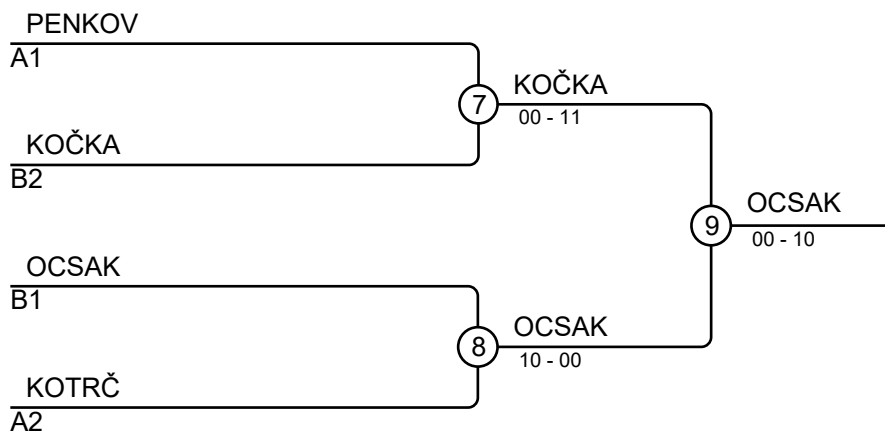 PENKOV
A1
7
KOČKA
00 - 11
KOČKA
B2
9
OCSAK
00 - 10
OCSAK
B1
8
OCSAK
10 - 00
KOTRČ
A2